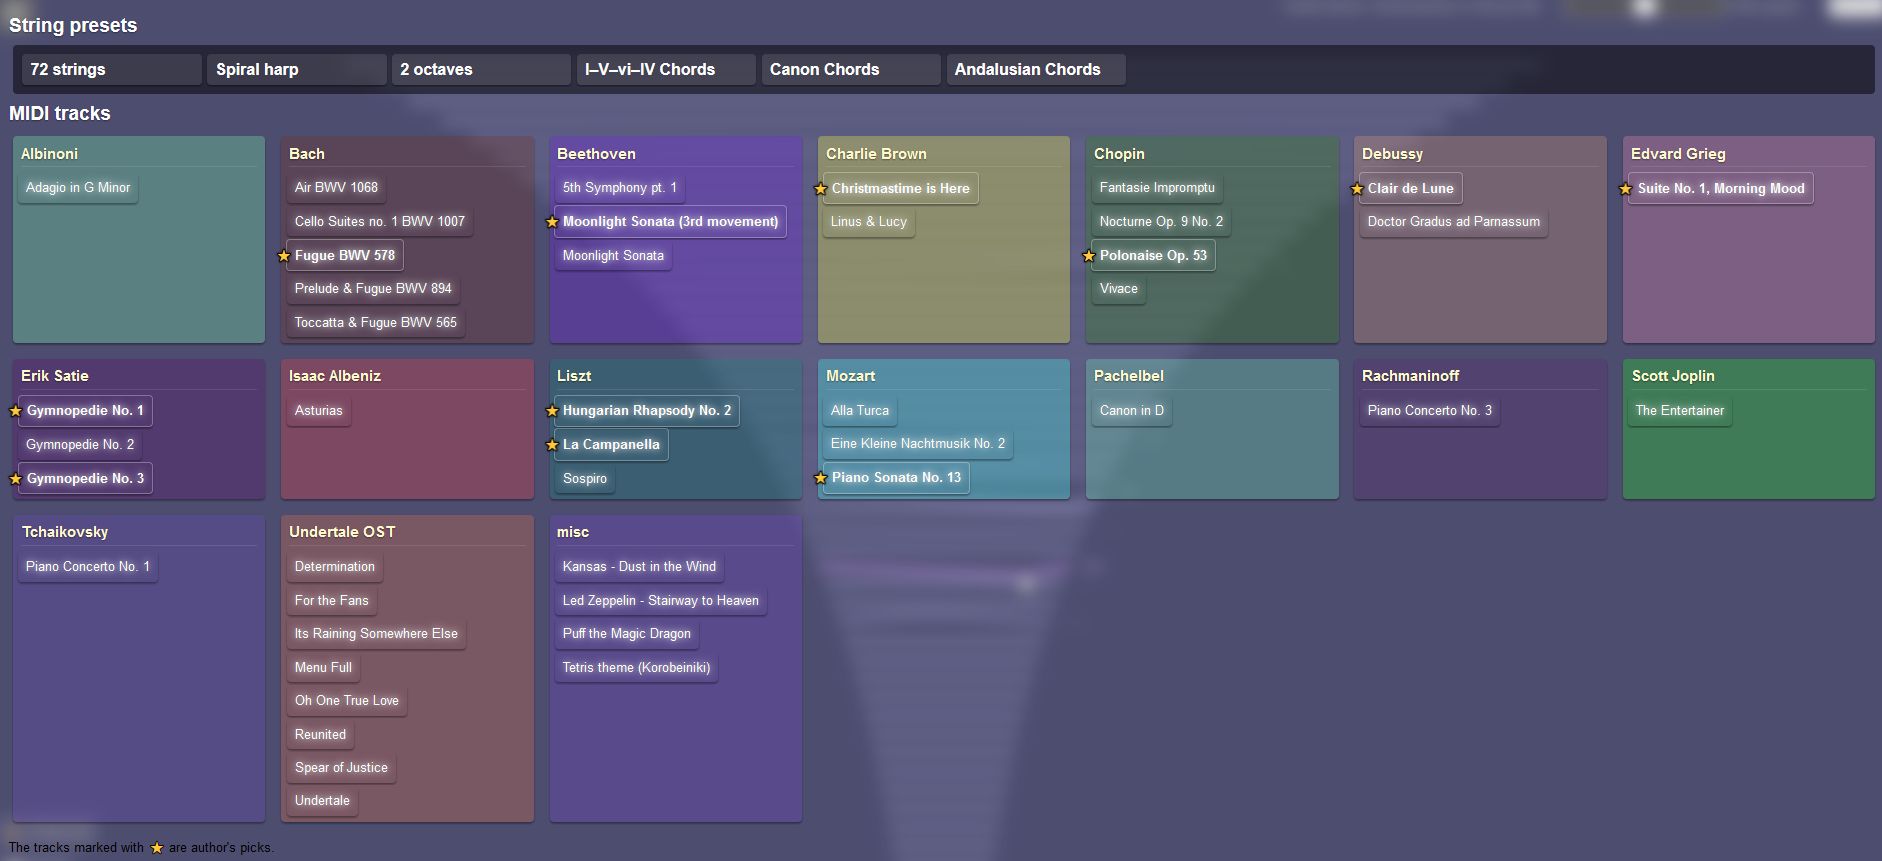 String presets
72 strings
Spiral harp
2 octaves
I–V–vi–IV Chords
Canon Chords
Andalusian Chords
MIDI tracks
Albinoni
Adagio in G Minor
Bach
Air BWV 1068
Cello Suites no. 1 BWV 1007
Fugue BWV 578
Prelude & Fugue BWV 894
Toccatta & Fugue BWV 565
Beethoven
5th Symphony pt. 1
Moonlight Sonata (3rd movement)
Moonlight Sonata
Charlie Brown
Christmastime is Here
Linus & Lucy
Chopin
Fantasie Impromptu
Nocturne Op. 9 No. 2
Polonaise Op. 53
Vivace
Debussy
Clair de Lune
Doctor Gradus ad Parnassum
Edvard Grieg
Suite No. 1, Morning Mood
Erik Satie
Gymnopedie No. 1
Gymnopedie No. 2
Gymnopedie No. 3
Isaac Albeniz
Asturias
Liszt
Hungarian Rhapsody No. 2
La Campanella
Sospiro
Mozart
Alla Turca
Eine Kleine Nachtmusik No. 2
Piano Sonata No. 13
Pachelbel
Canon in D
Rachmaninoff
Piano Concerto No. 3
Scott Joplin
The Entertainer
Tchaikovsky
Piano Concerto No. 1
Undertale OST
Determination
For the Fans
Its Raining Somewhere Else
Menu Full
Oh One True Love
Reunited
Spear of Justice
Undertale
misc
Kansas - Dust in the Wind
Led Zeppelin - Stairway to Heaven
Puff the Magic Dragon
Tetris theme (Korobeiniki)
The tracks marked with ⭐ are author's picks.